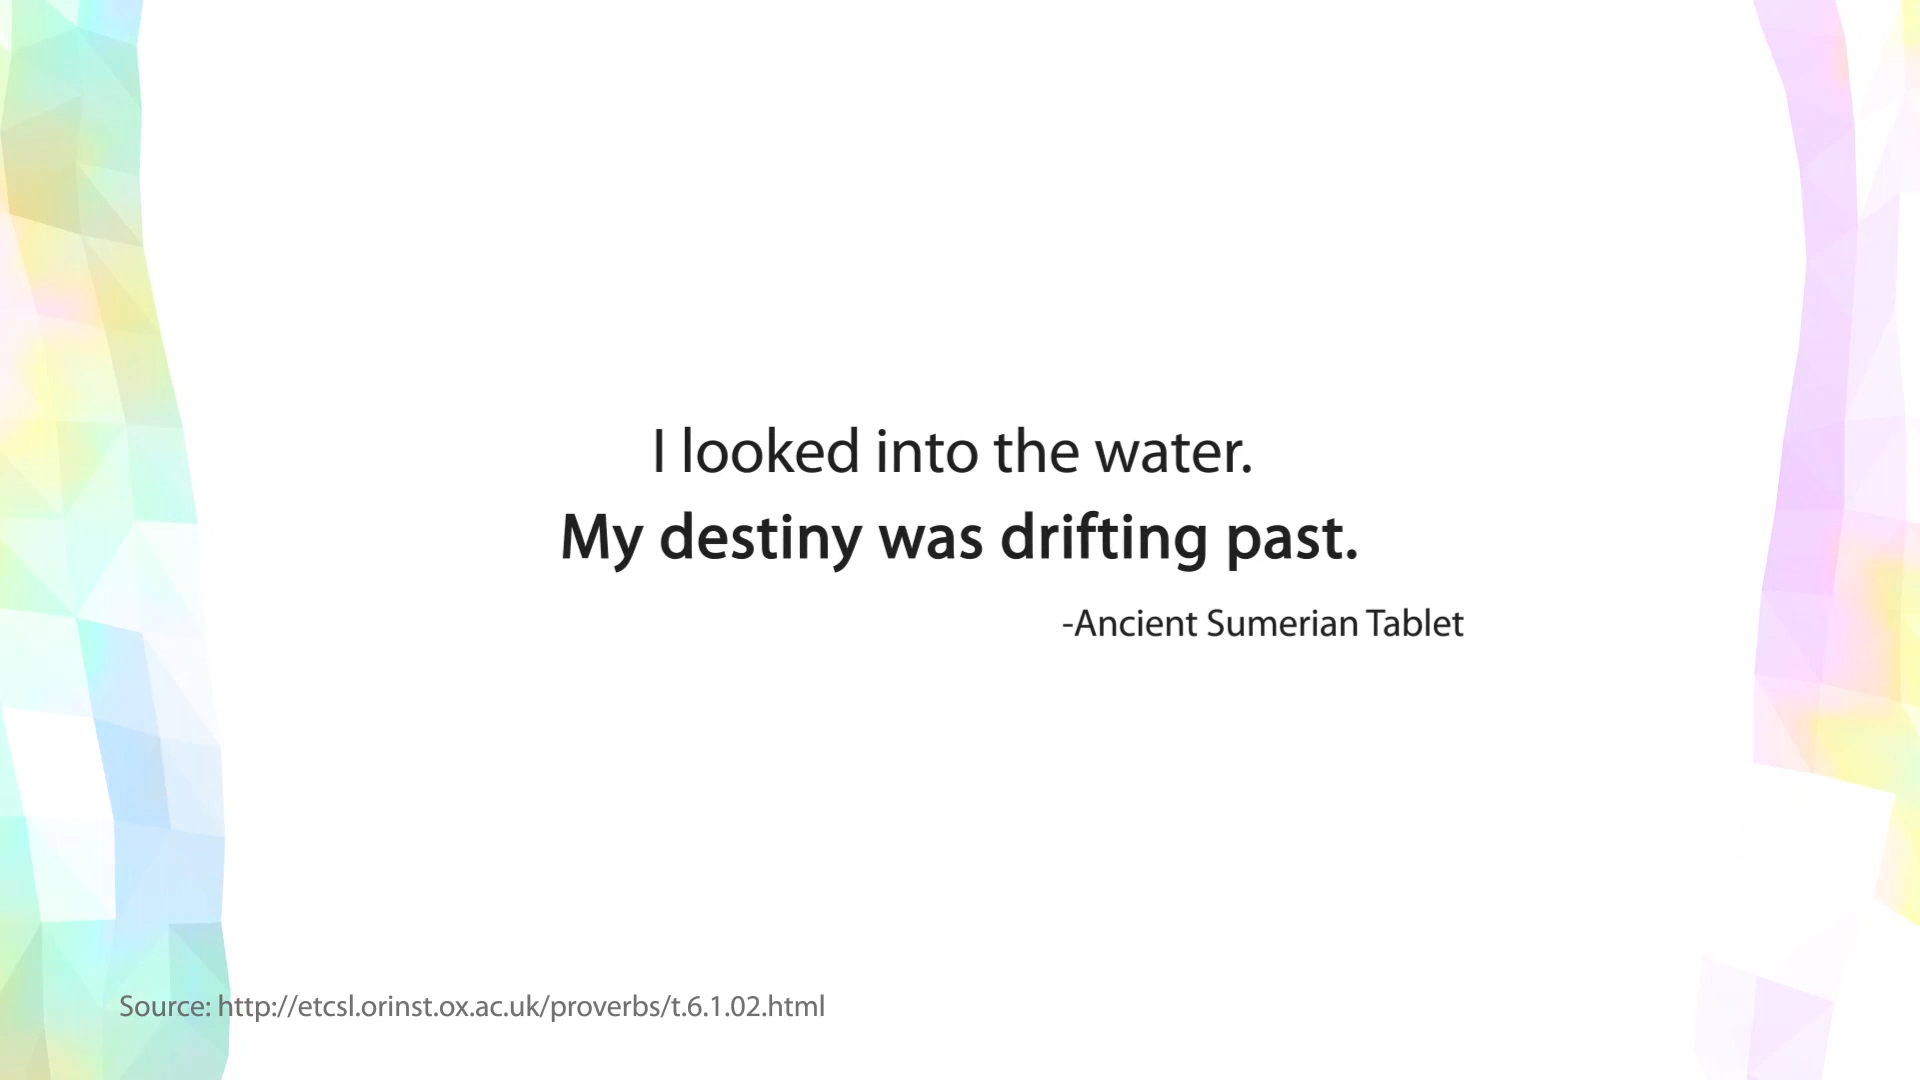 I looked into the water.
My destiny was drifting past.
-Ancient Sumerian Tablet
Source: http://etcsl.orinst.ox.ac.uk/proverbs/t.6.1.02.html